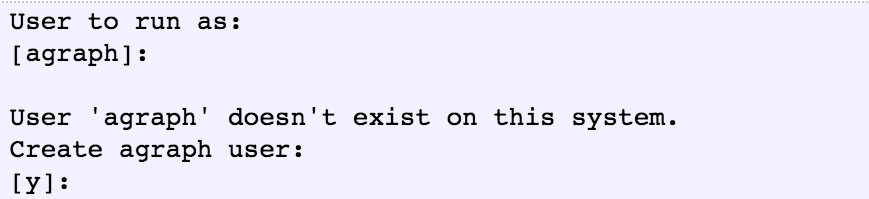 User to run as:
[agraph]:
User 'agraph' doesn't exist on this system.
Create agraph user:
[y]: